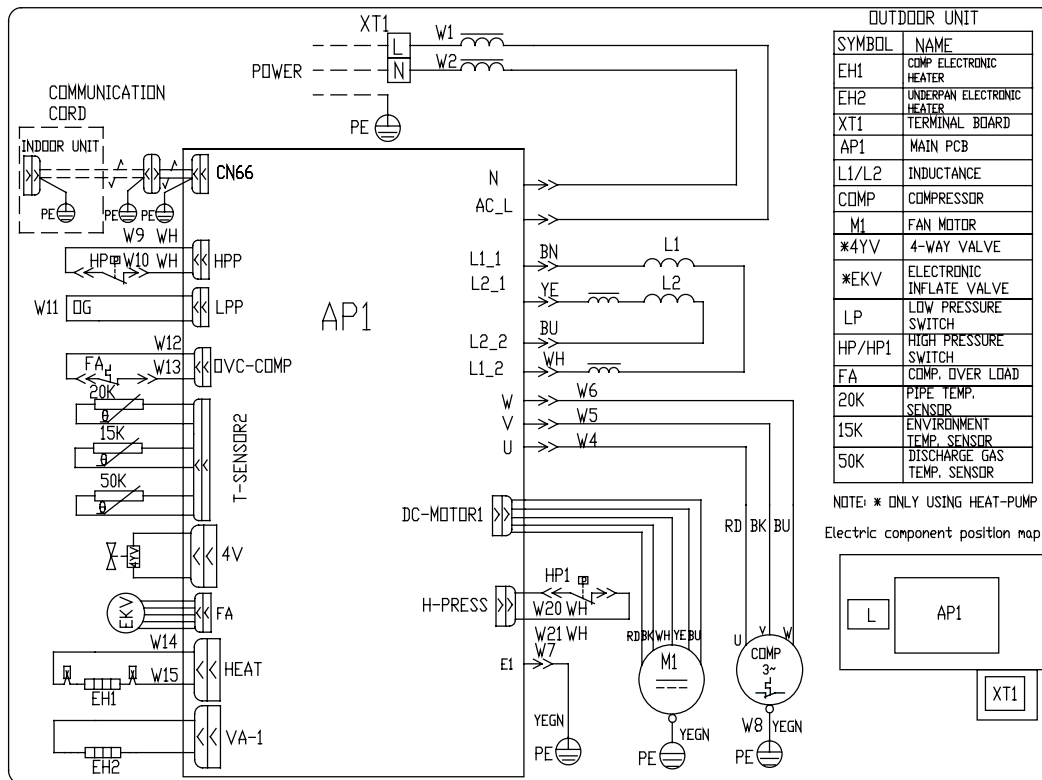 XT1
L
N
W1
W2
POWER
PE
COMMUNICATION
CORD
INDOOR UNIT
PE
PE
PE
CN66
W9 WH
HP
P
W10 WH
HPP
W11
OG
LPP
W12
FA
W13
OVC-COMP
20K
θ
15K
θ
50K
θ
T-SENSOR2
4YV
4V
EKV
FA
W14
W15
HEAT
EH1
VA-1
EH2
AP1
N
AC_L
L1_1
BN
L1
L2_1
YE
L2
BU
L2_2
WH
L1_2
W
W6
V
W5
U
W4
DC-MOTOR1
RD
BK
BU
H-PRESS
HP1
P
W20 WH
W21 WH
W7
E1
YEGN
PE
RD
BK
WH
YE
BU
M1
YEGN
PE
U
V
W
COMP
3~
W8
YEGN
PE
OUTDOOR UNIT
SYMBOL NAME
EH1 COMP ELECTRONIC
HEATER
EH2 UNDERPAN ELECTRONIC
HEATER
XT1 TERMINAL BOARD
AP1 MAIN PCB
L1/L2 INDUCTANCE
COMP COMPRESSOR
M1 FAN MOTOR
*4YV 4-WAY VALVE
*EKV ELECTRONIC
INFLATE VALVE
LP LOW PRESSURE
SWITCH
HP/HP1 HIGH PRESSURE
SWITCH
FA COMP. OVER LOAD
20K PIPE TEMP.
SENSOR
15K ENVIRONMENT
TEMP. SENSOR
50K DISCHARGE GAS
TEMP. SENSOR
NOTE: * ONLY USING HEAT-PUMP
Electric component position map
L
AP1
XT1